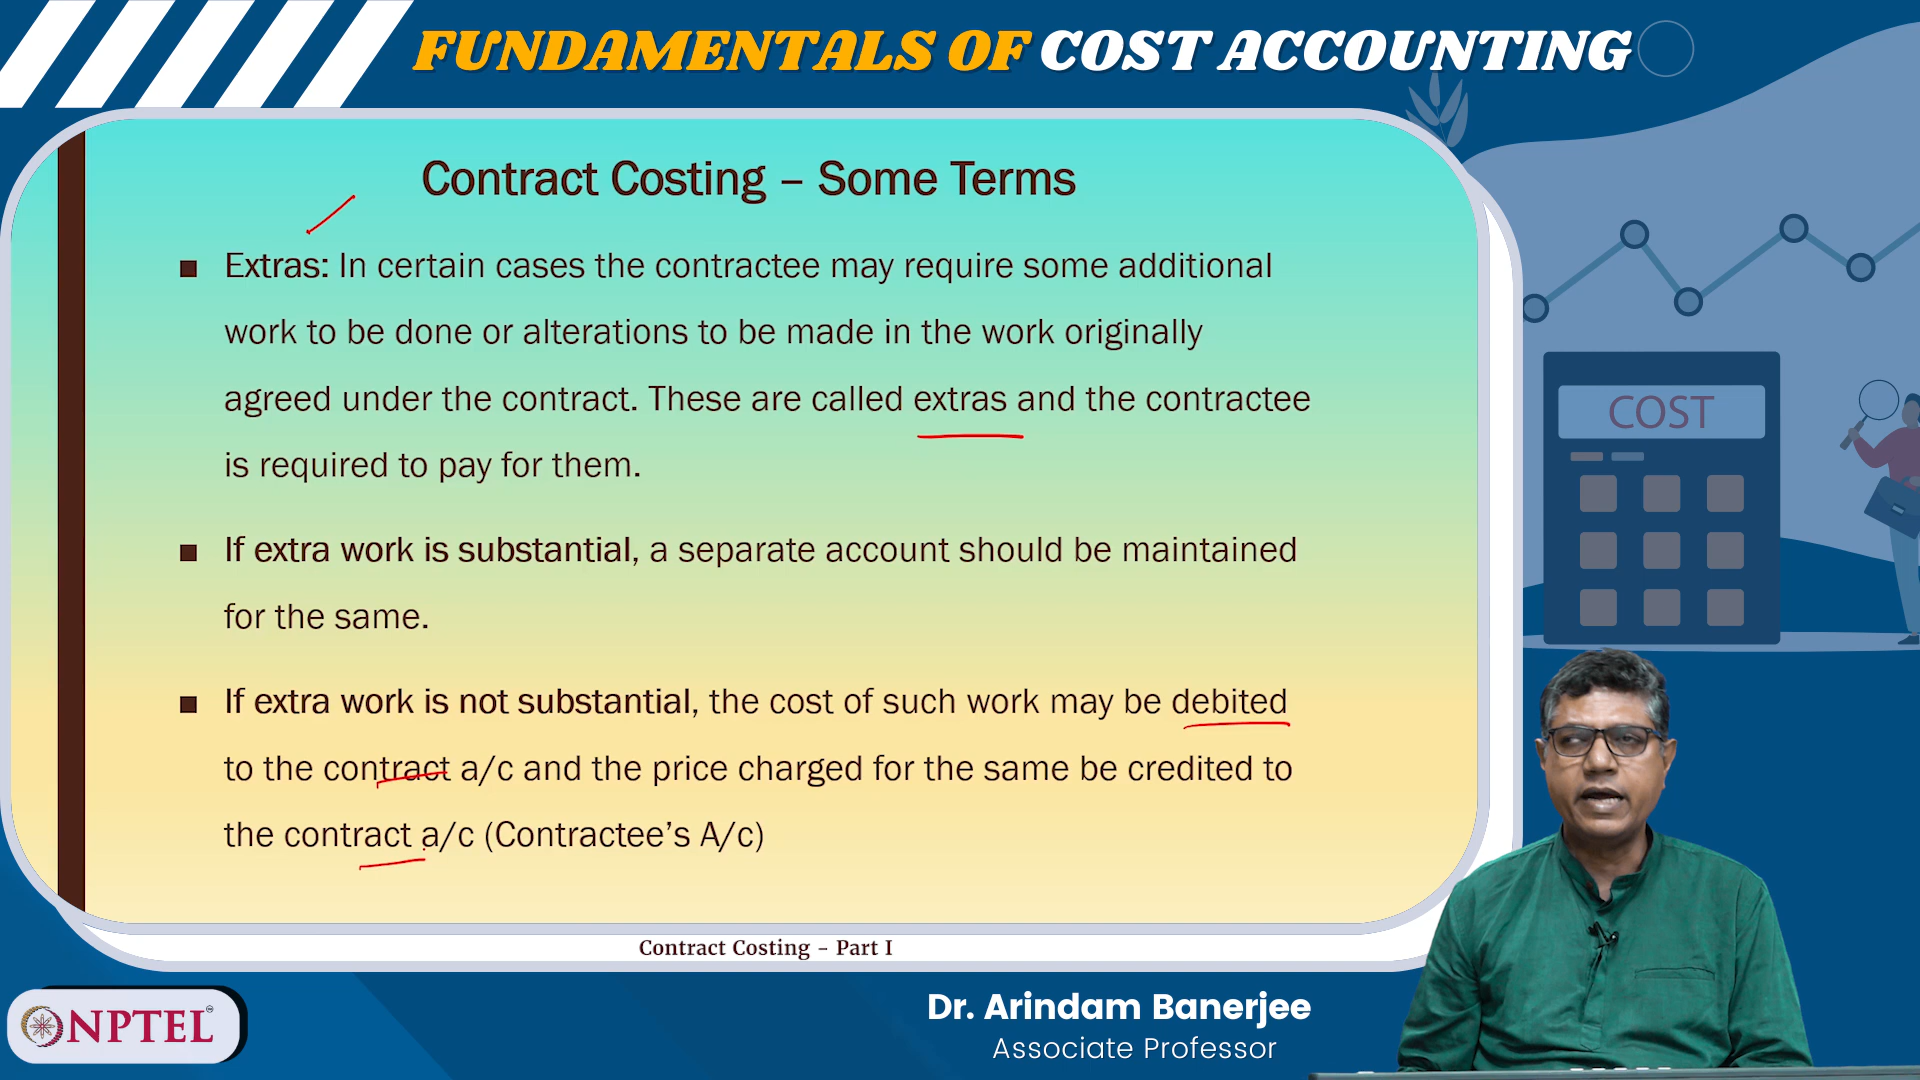 FUNDAMENTALS OF COST ACCOUNTING
Contract Costing – Some Terms
■ Extras: In certain cases the contractee may require some additional
work to be done or alterations to be made in the work originally
agreed under the contract. These are called extras and the contractee
is required to pay for them.
■ If extra work is substantial, a separate account should be maintained
for the same.
■ If extra work is not substantial, the cost of such work may be debited
to the contract a/c and the price charged for the same be credited to
the contract a/c (Contractee’s A/c)
COST
Contract Costing – Part I
NPTEL
Dr. Arindam Banerjee
Associate Professor